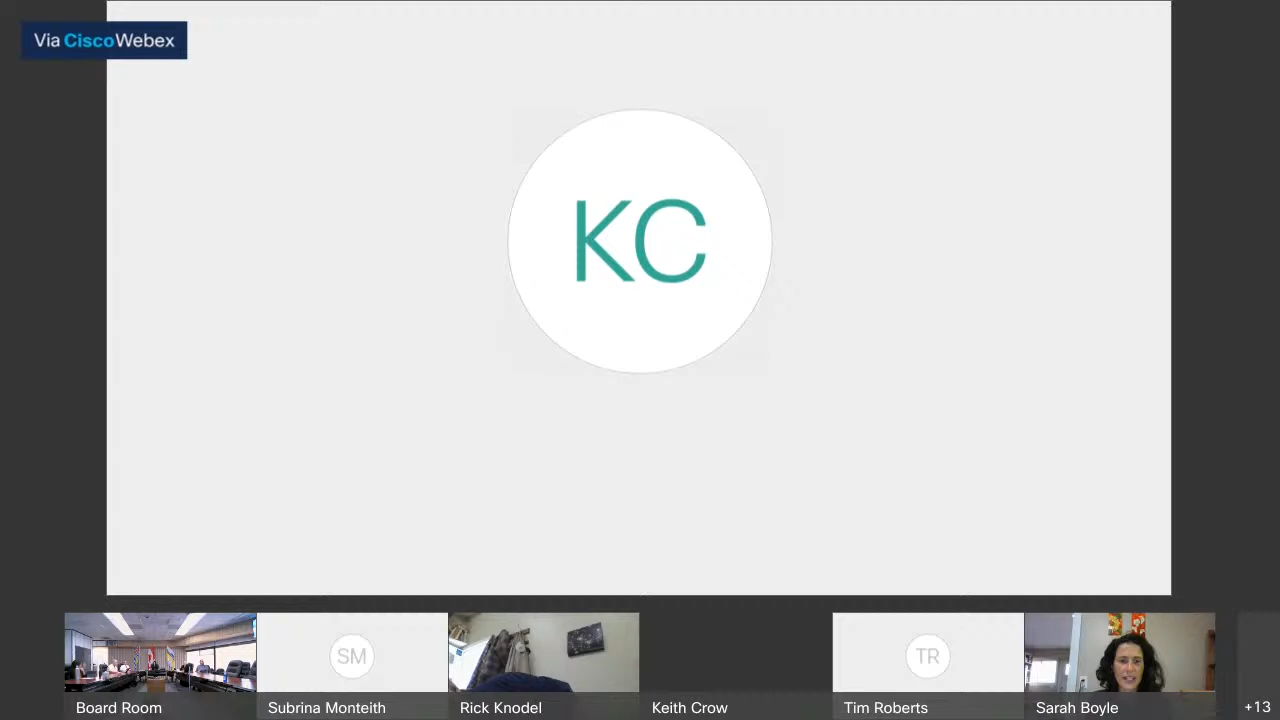 Via CiscoWebex
KC
SM
TR
Board Room
Subrina Monteith
Rick Knodel
Keith Crow
Tim Roberts
Sarah Boyle
+13